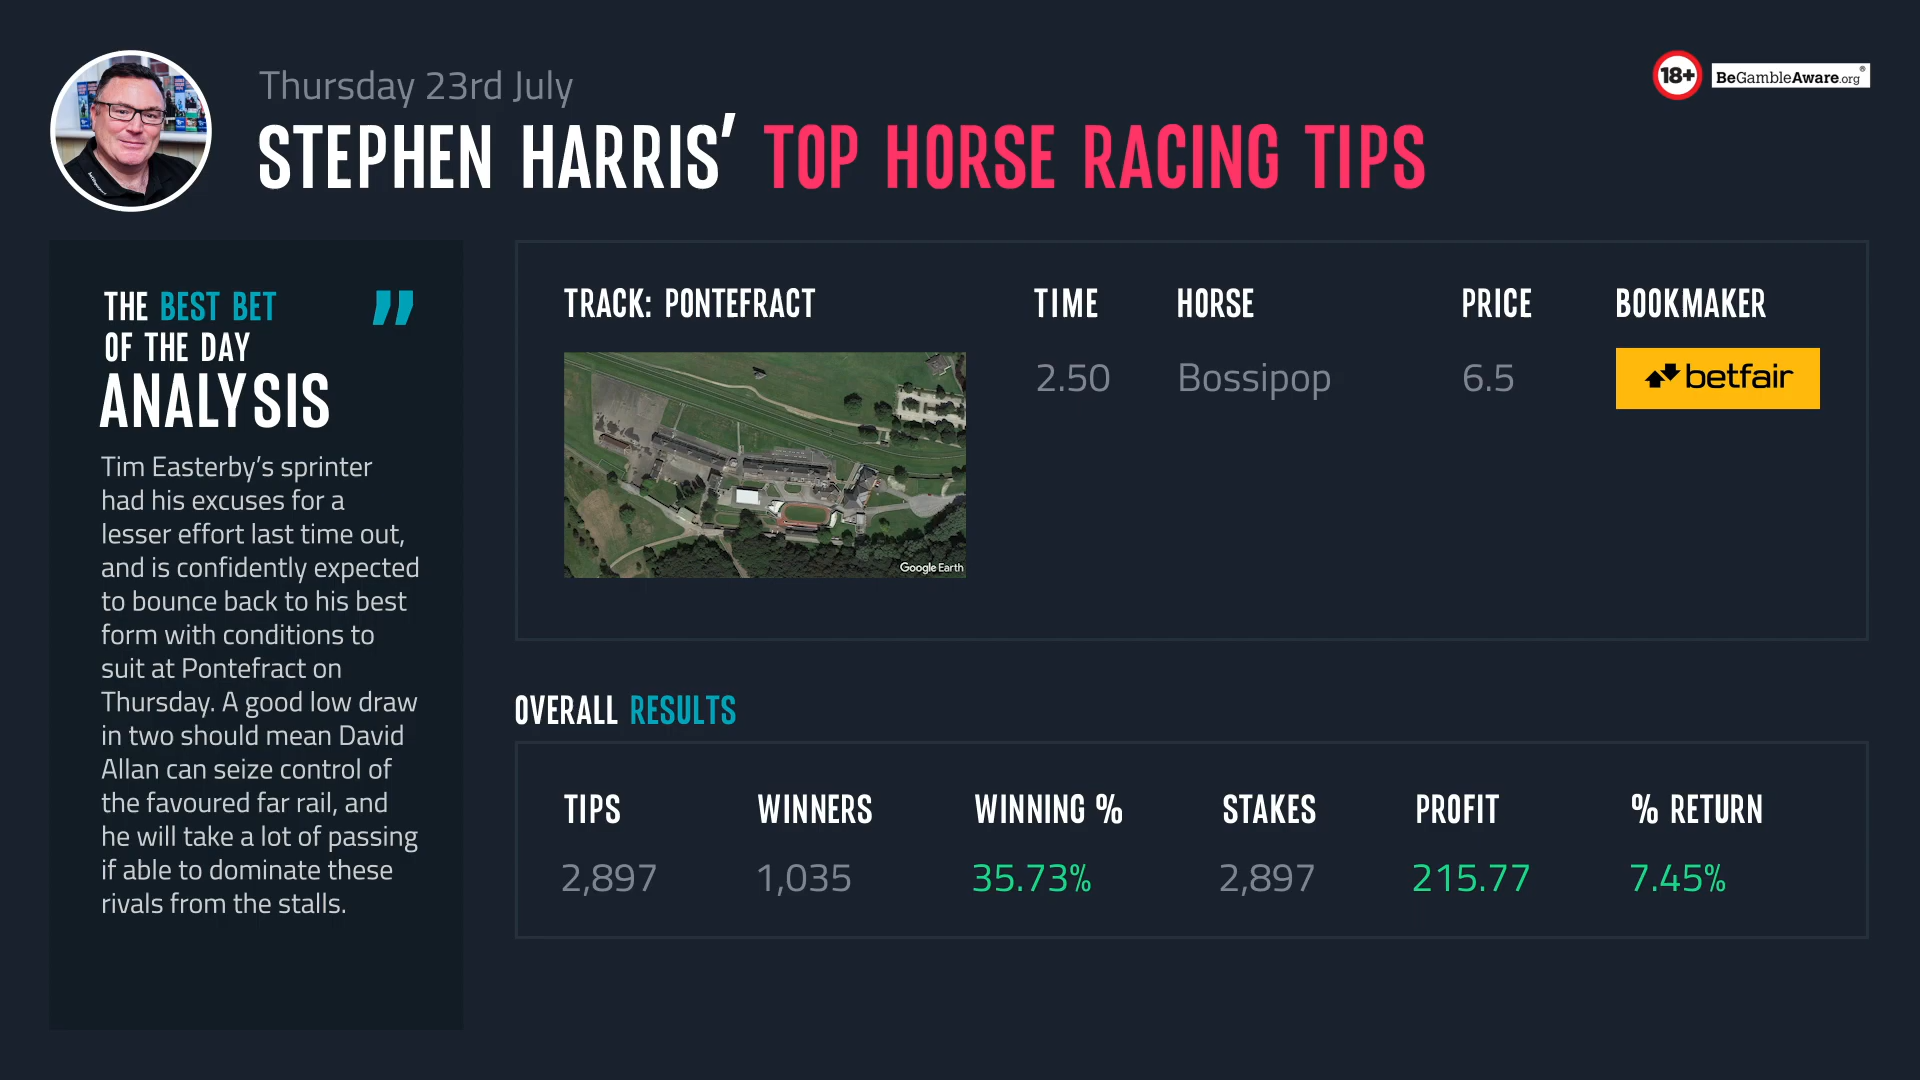 Thursday 23rd July
STEPHEN HARRIS’ TOP HORSE RACING TIPS
18+
BeGambleAware.org®
THE BEST BET
OF THE DAY
ANALYSIS
”
Tim Easterby’s sprinter
had his excuses for a
lesser effort last time out,
and is confidently expected
to bounce back to his best
form with conditions to
suit at Pontefract on
Thursday. A good low draw
in two should mean David
Allan can seize control of
the favoured far rail, and
he will take a lot of passing
if able to dominate these
rivals from the stalls.
TRACK: PONTEFRACT
Google Earth
TIME HORSE PRICE BOOKMAKER
2.50 Bossipop 6.5 betfair
OVERALL RESULTS
TIPS WINNERS WINNING % STAKES PROFIT % RETURN
2,897 1,035 35.73% 2,897 215.77 7.45%